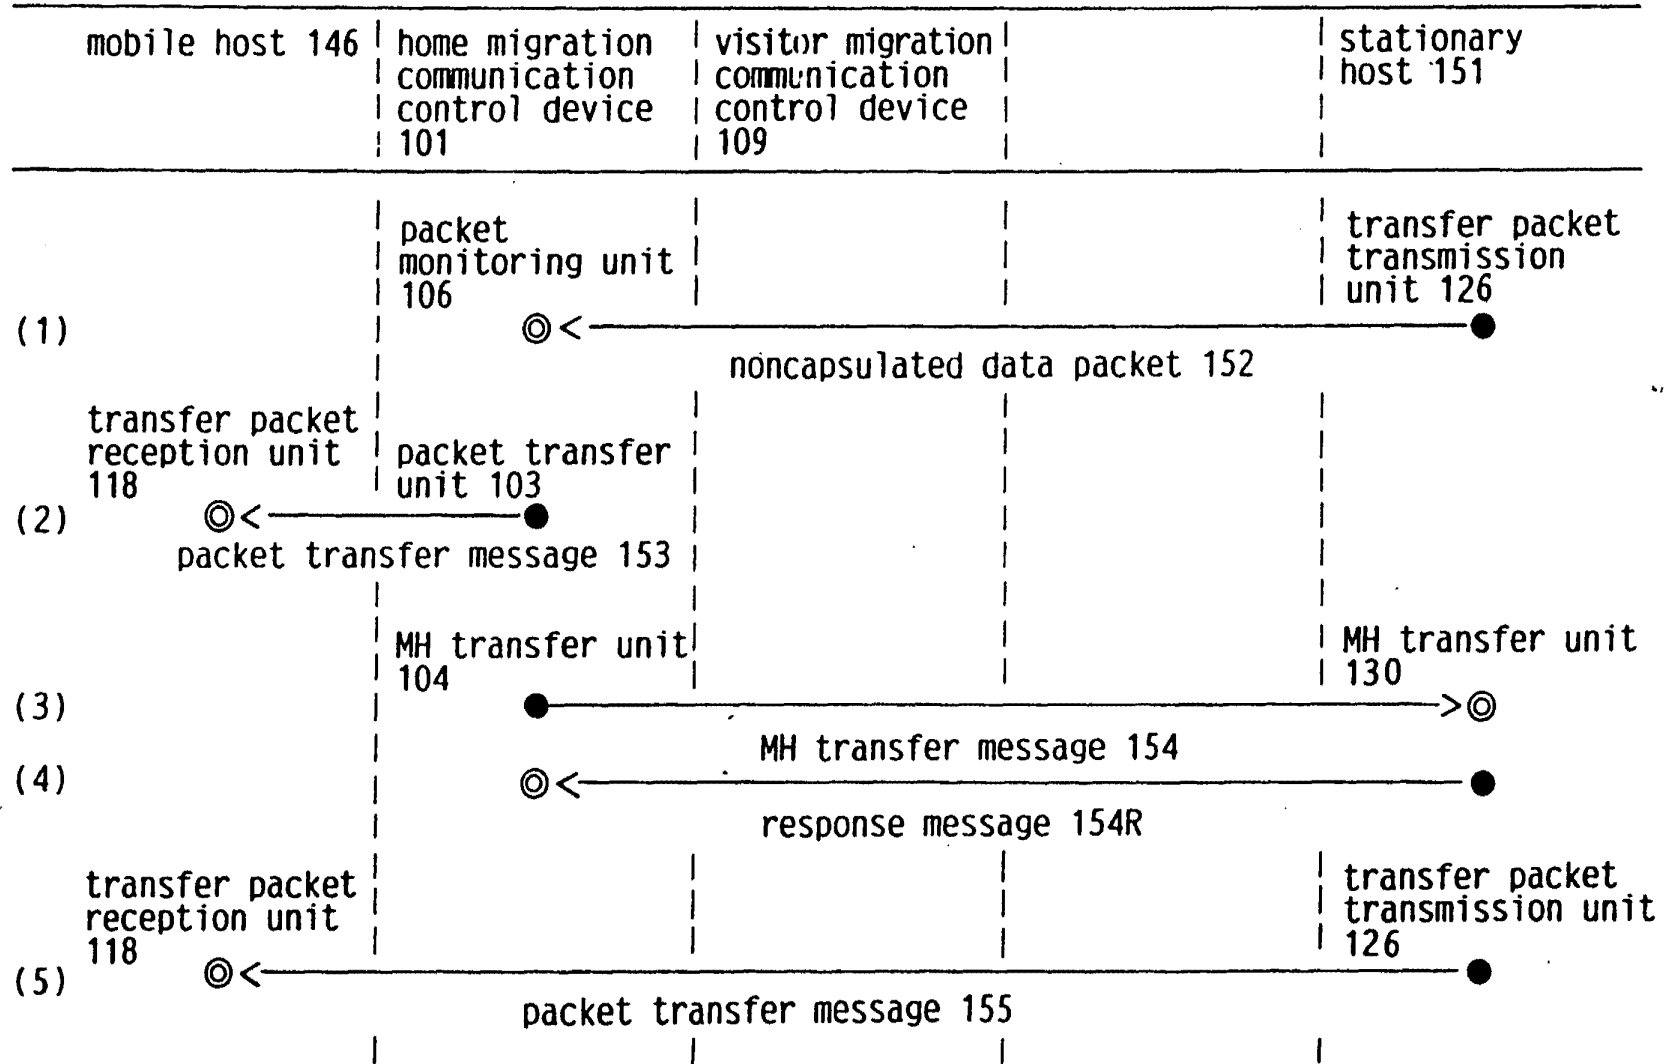 mobile host 146
home migration
communication
control device
101
visitor migration
communication
control device
109
stationary
host 151
packet
monitoring unit
106
transfer packet
transmission
unit 126
(1)
noncapsulated data packet 152
transfer packet
reception unit
118
packet transfer
unit 103
(2)
packet transfer message 153
MH transfer unit
104
MH transfer unit
130
(3)
MH transfer message 154
(4)
response message 154R
transfer packet
reception unit
118
transfer packet
transmission unit
126
(5)
packet transfer message 155